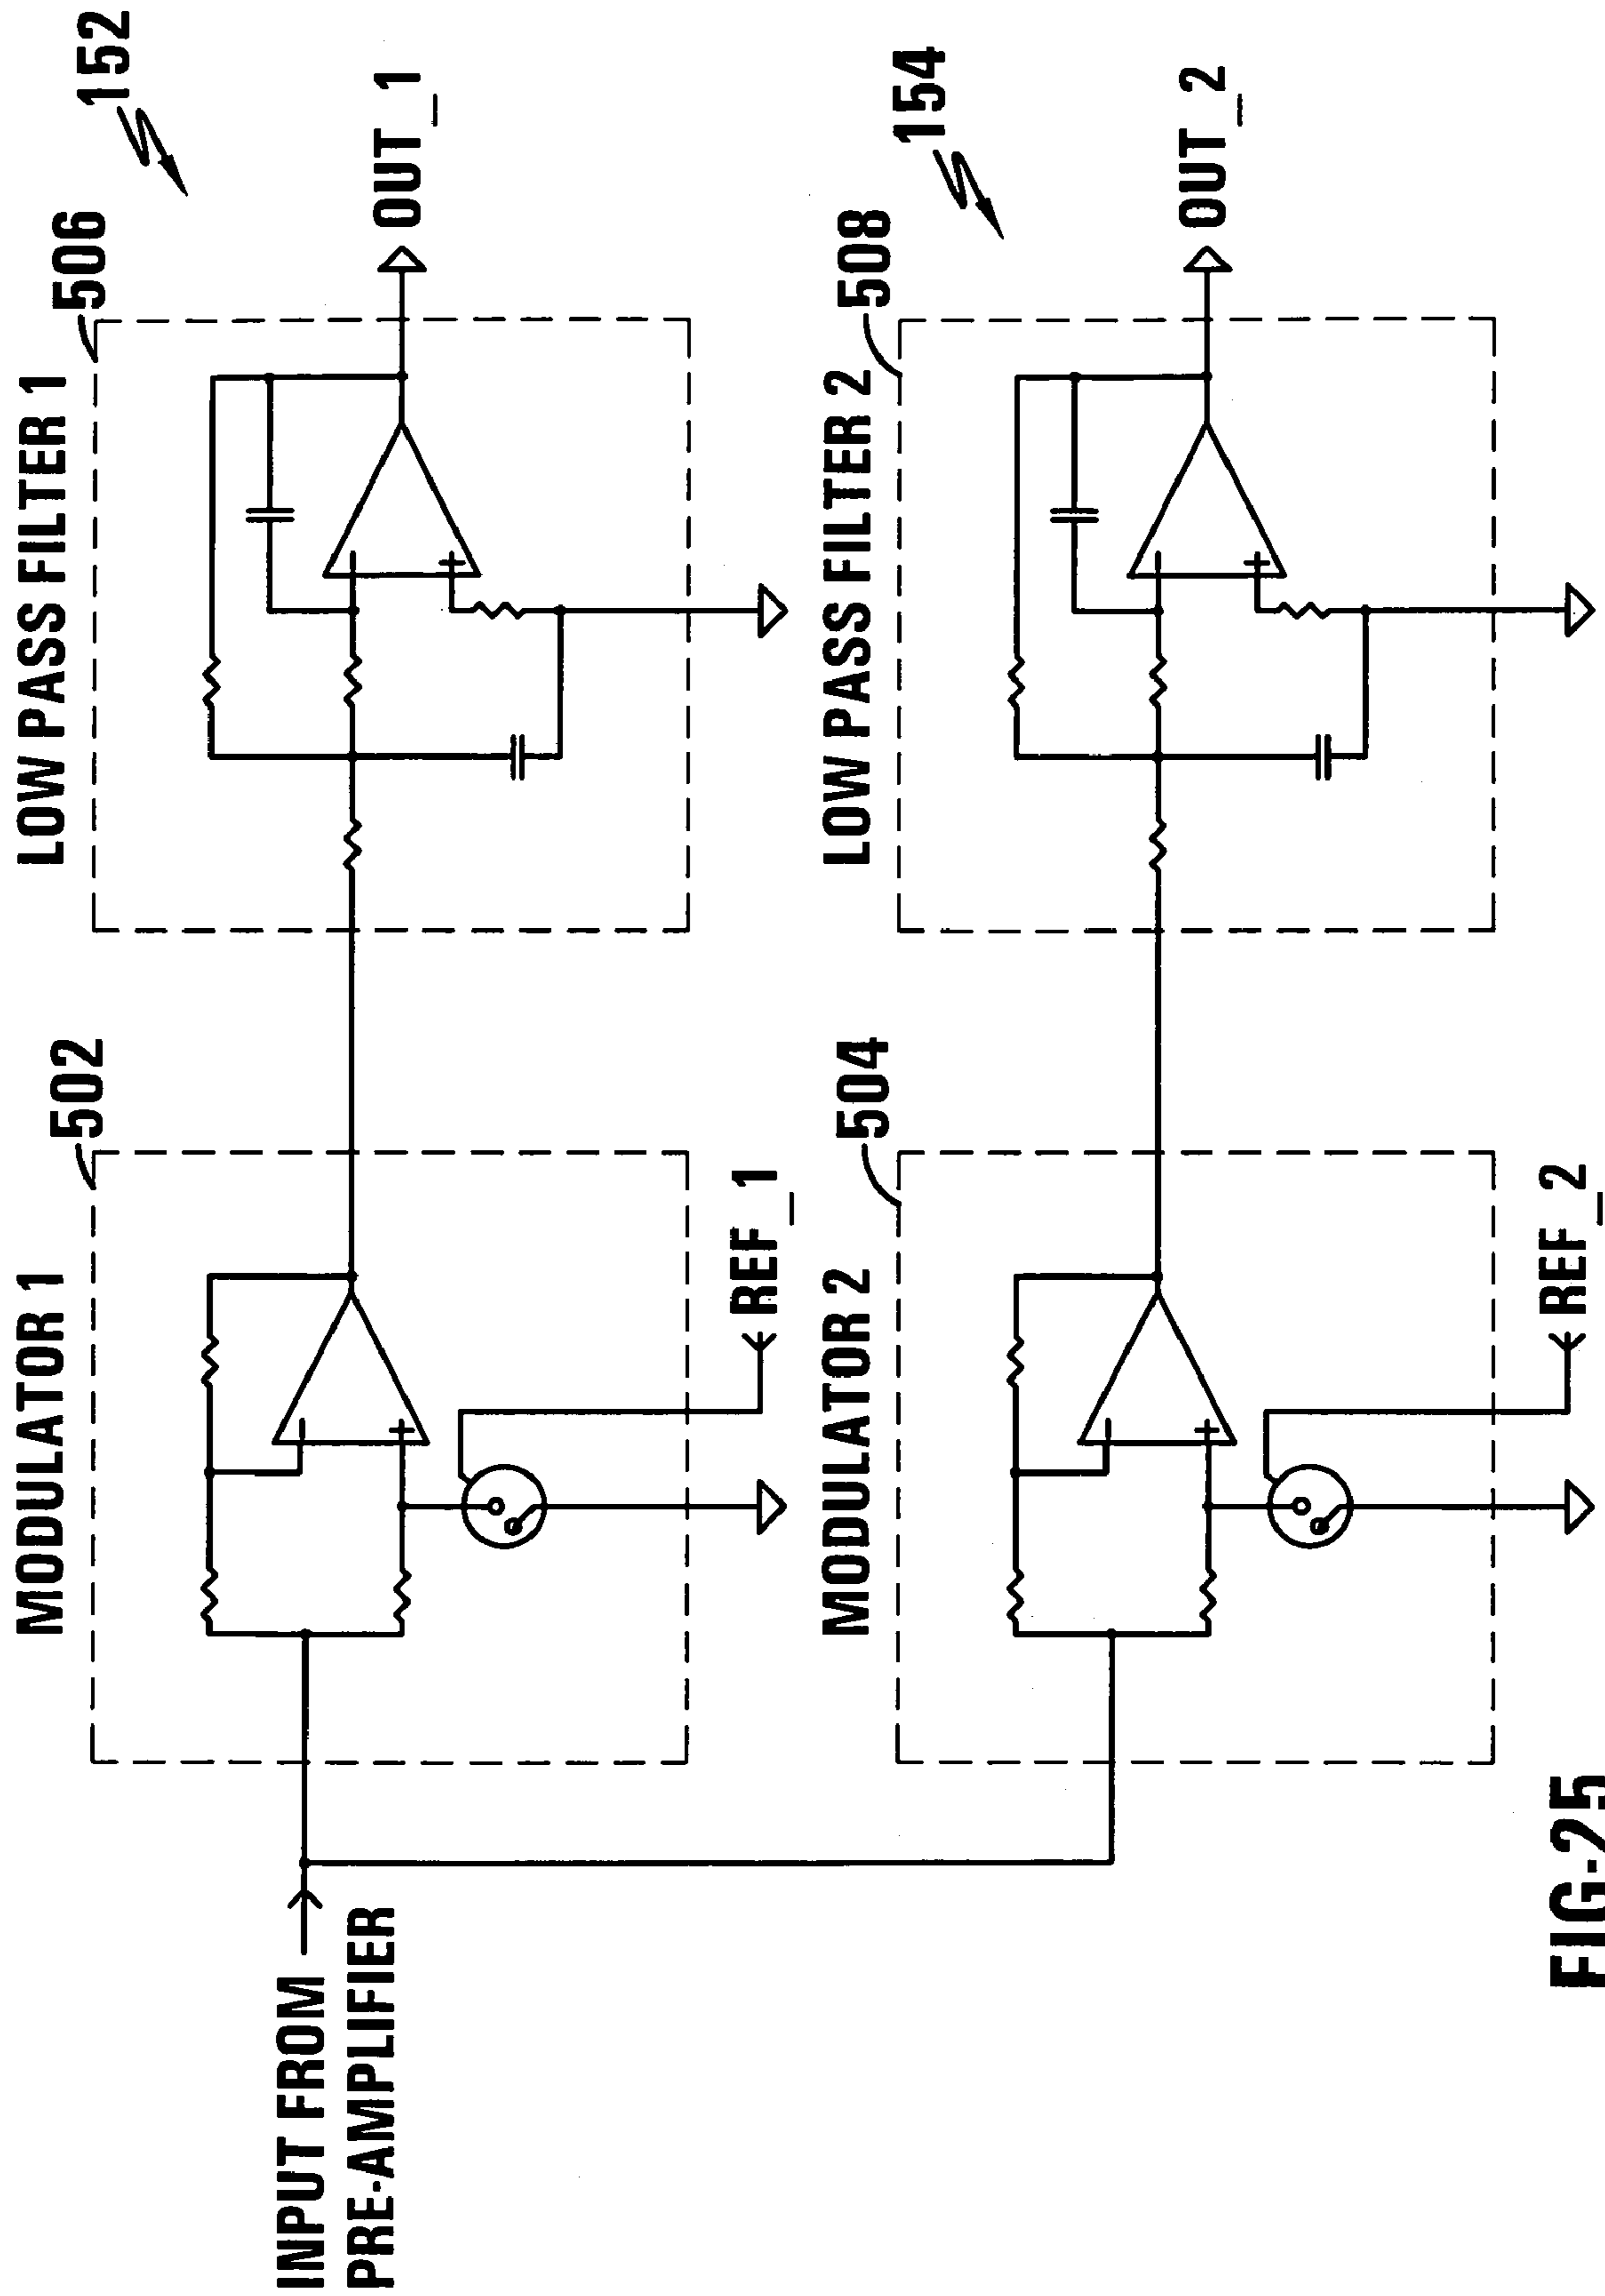 152
506
LOW PASS FILTER 1
OUT_1
502
MODULATOR 1
REF_1
INPUT FROM
PRE-AMPLIFIER
154
508
LOW PASS FILTER 2
OUT_2
504
MODULATOR 2
REF_2
FIG-25